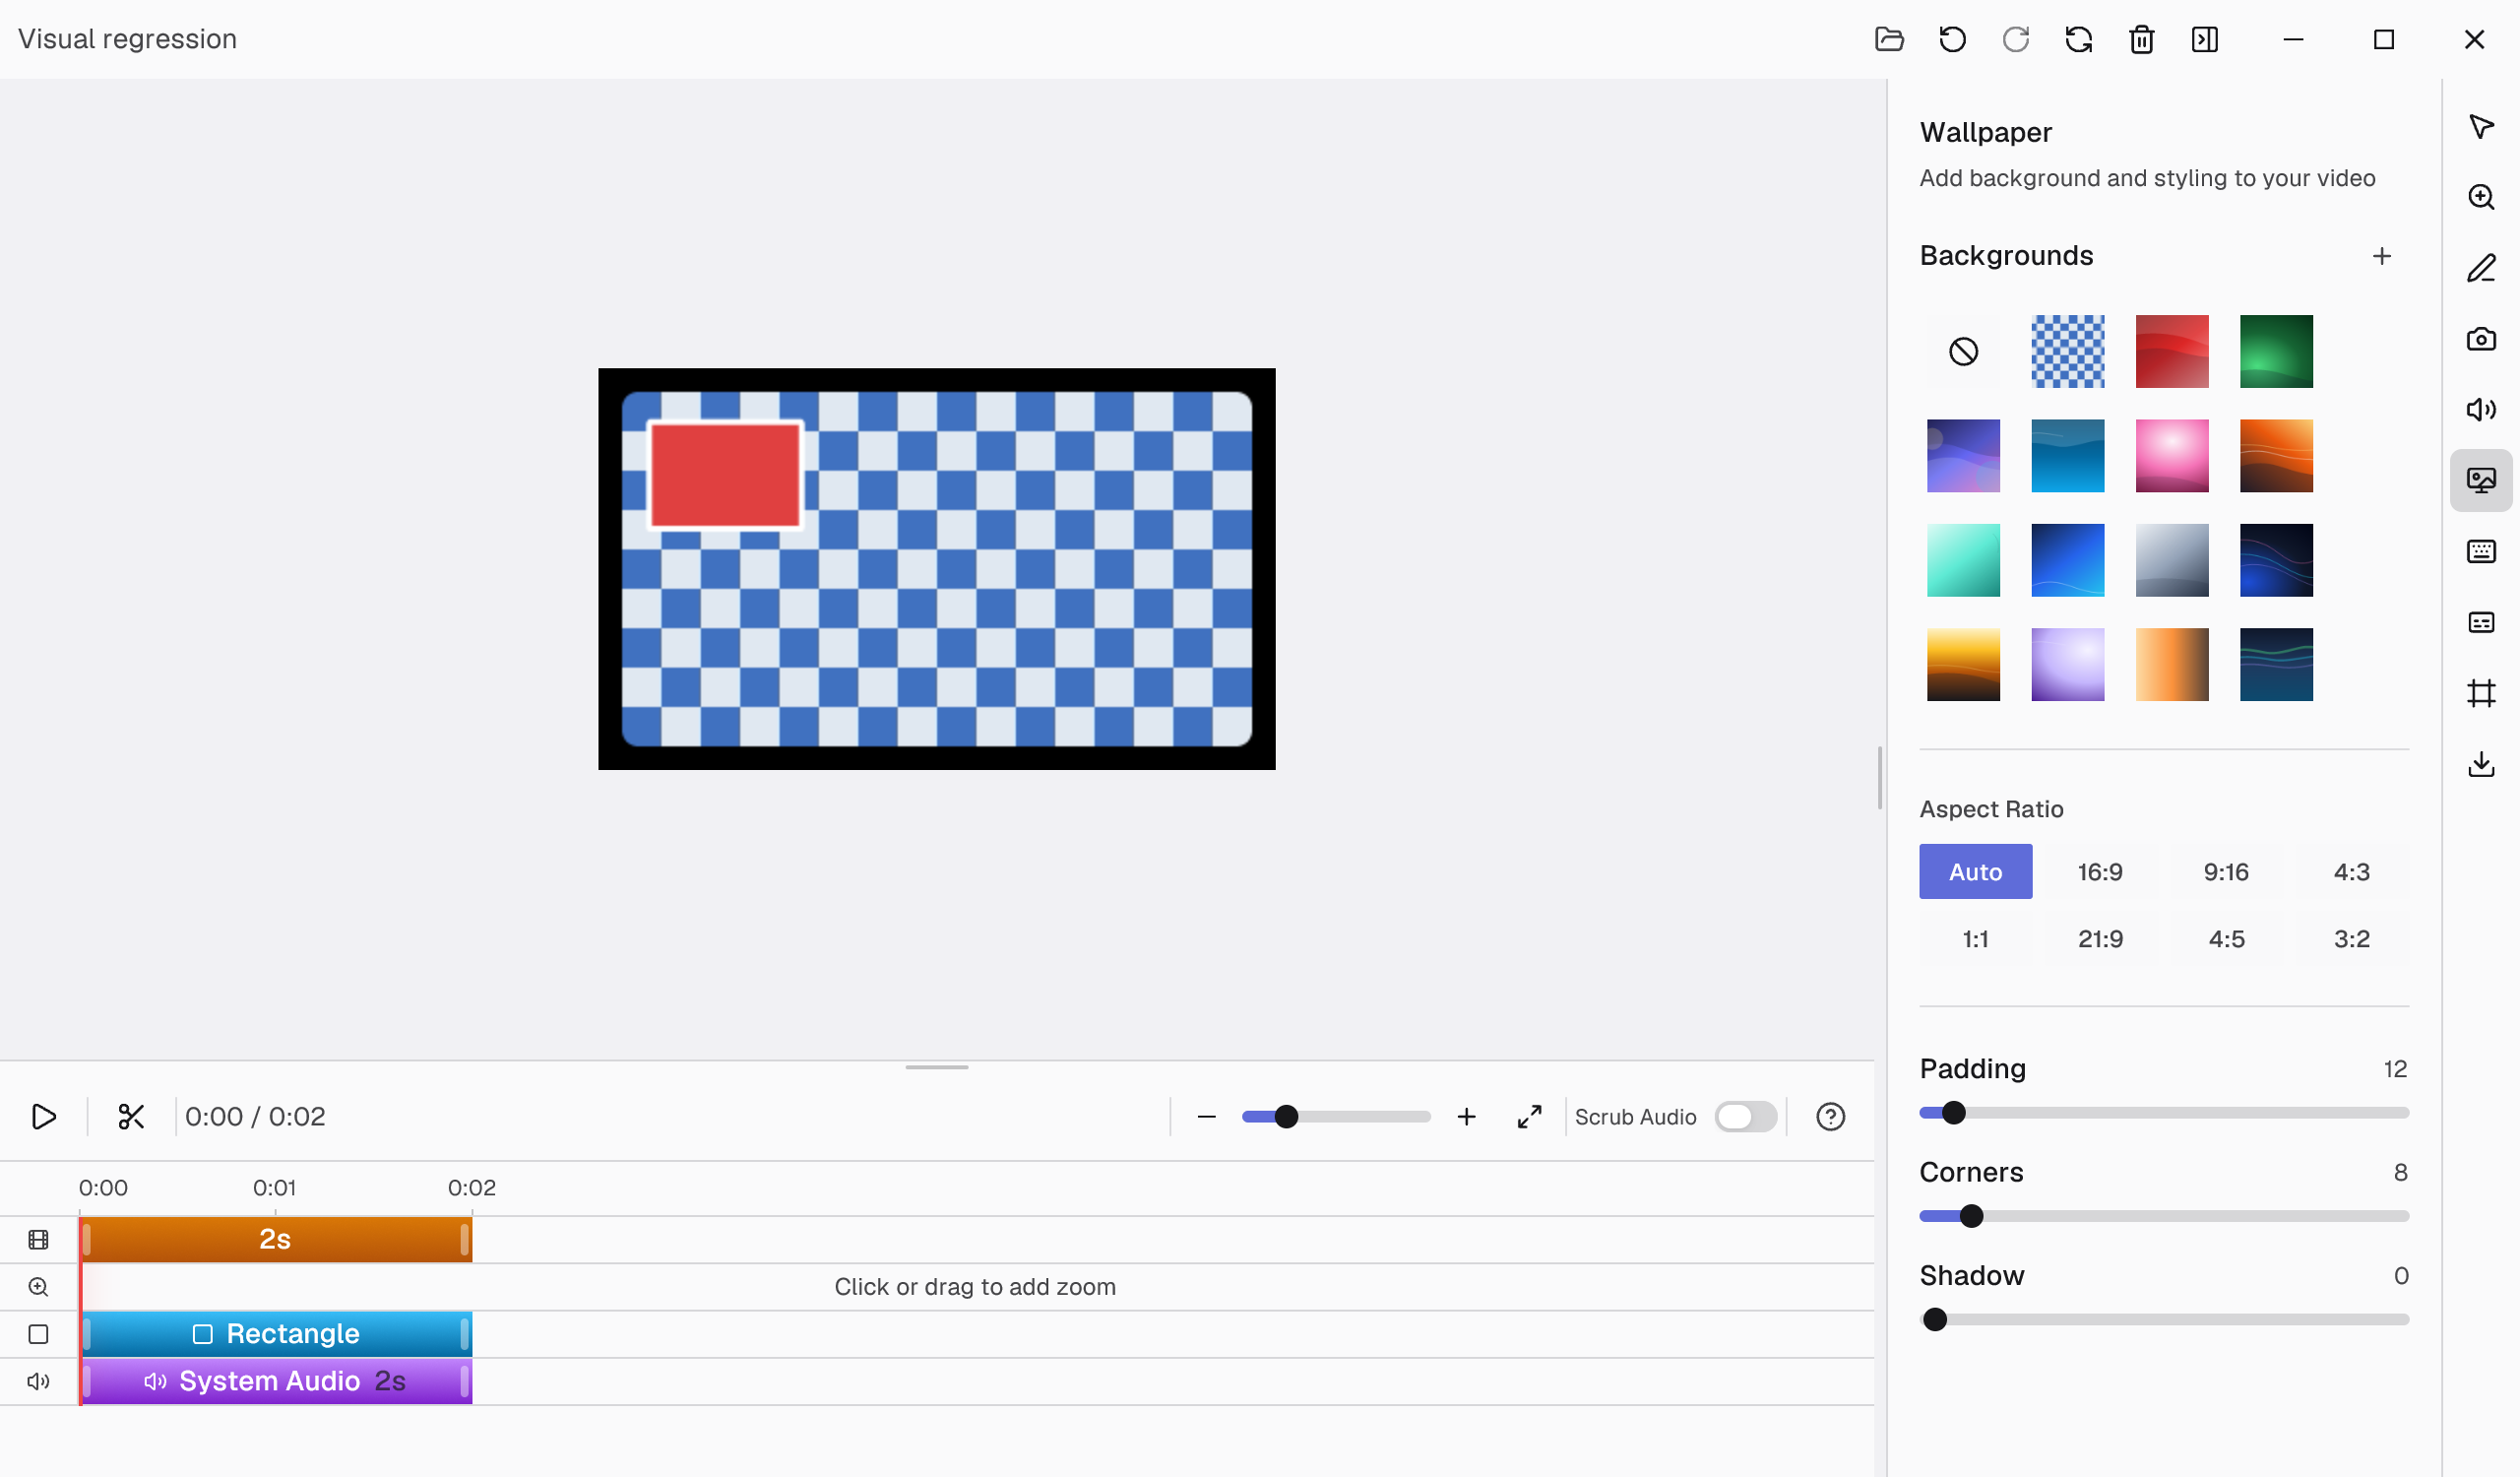 Visual regression
Wallpaper
Add background and styling to your video
Backgrounds
Aspect Ratio
Auto 16:9 9:16 4:3
1:1 21:9 4:5 3:2
Padding 12
Corners 8
Shadow 0
0:00 / 0:02
Scrub Audio
0:00 0:01 0:02
2s
Click or drag to add zoom
Rectangle
System Audio 2s